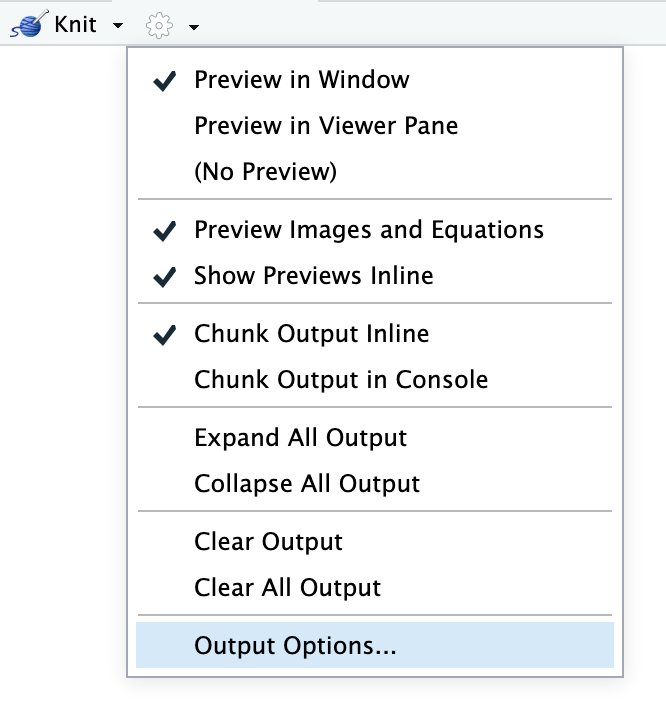 Knit
Preview in Window
Preview in Viewer Pane
(No Preview)
Preview Images and Equations
Show Previews Inline
Chunk Output Inline
Chunk Output in Console
Expand All Output
Collapse All Output
Clear Output
Clear All Output
Output Options...